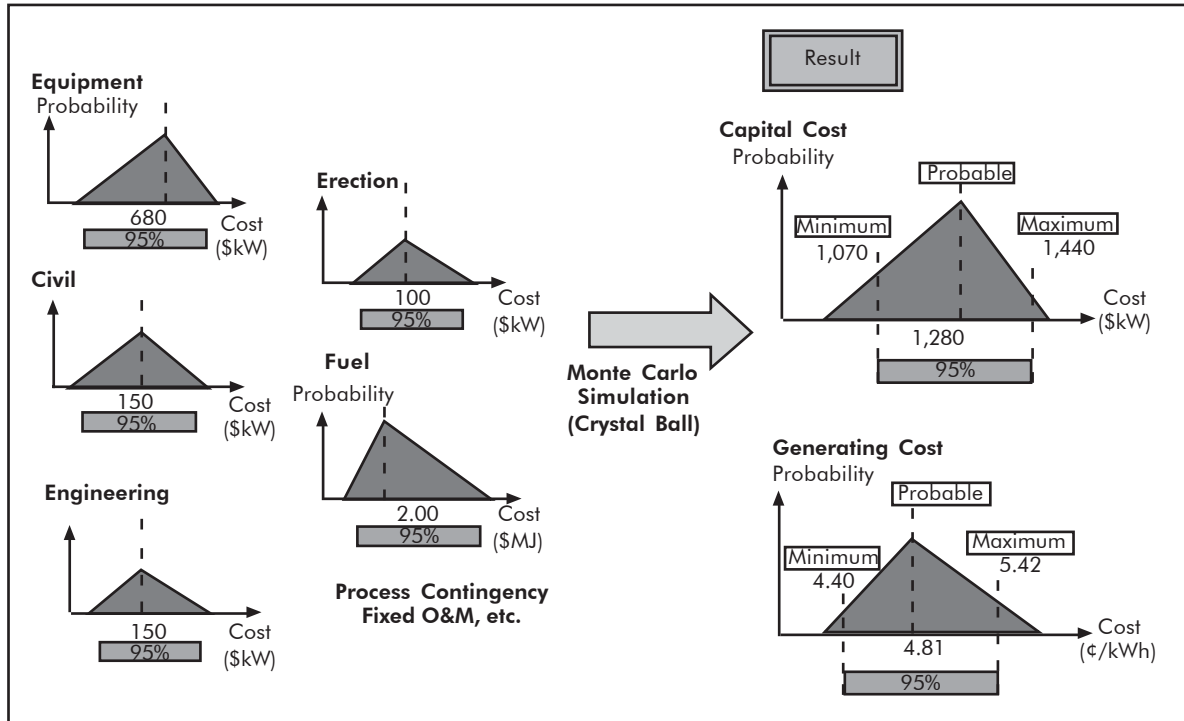 Result
Equipment
Probability
680
Cost
($kW)
95%
Civil
150
Cost
($kW)
95%
Engineering
150
Cost
($kW)
95%
Erection
100
Cost
($kW)
95%
Fuel
Probability
2.00
Cost
($MJ)
95%
Process Contingency
Fixed O&M, etc.
Monte Carlo
Simulation
(Crystal Ball)
Capital Cost
Probability
Probable
Minimum
1,070
Maximum
1,440
Cost
($kW)
1,280
95%
Generating Cost
Probability
Probable
Minimum
4.40
Maximum
5.42
Cost
(¢/kWh)
4.81
95%